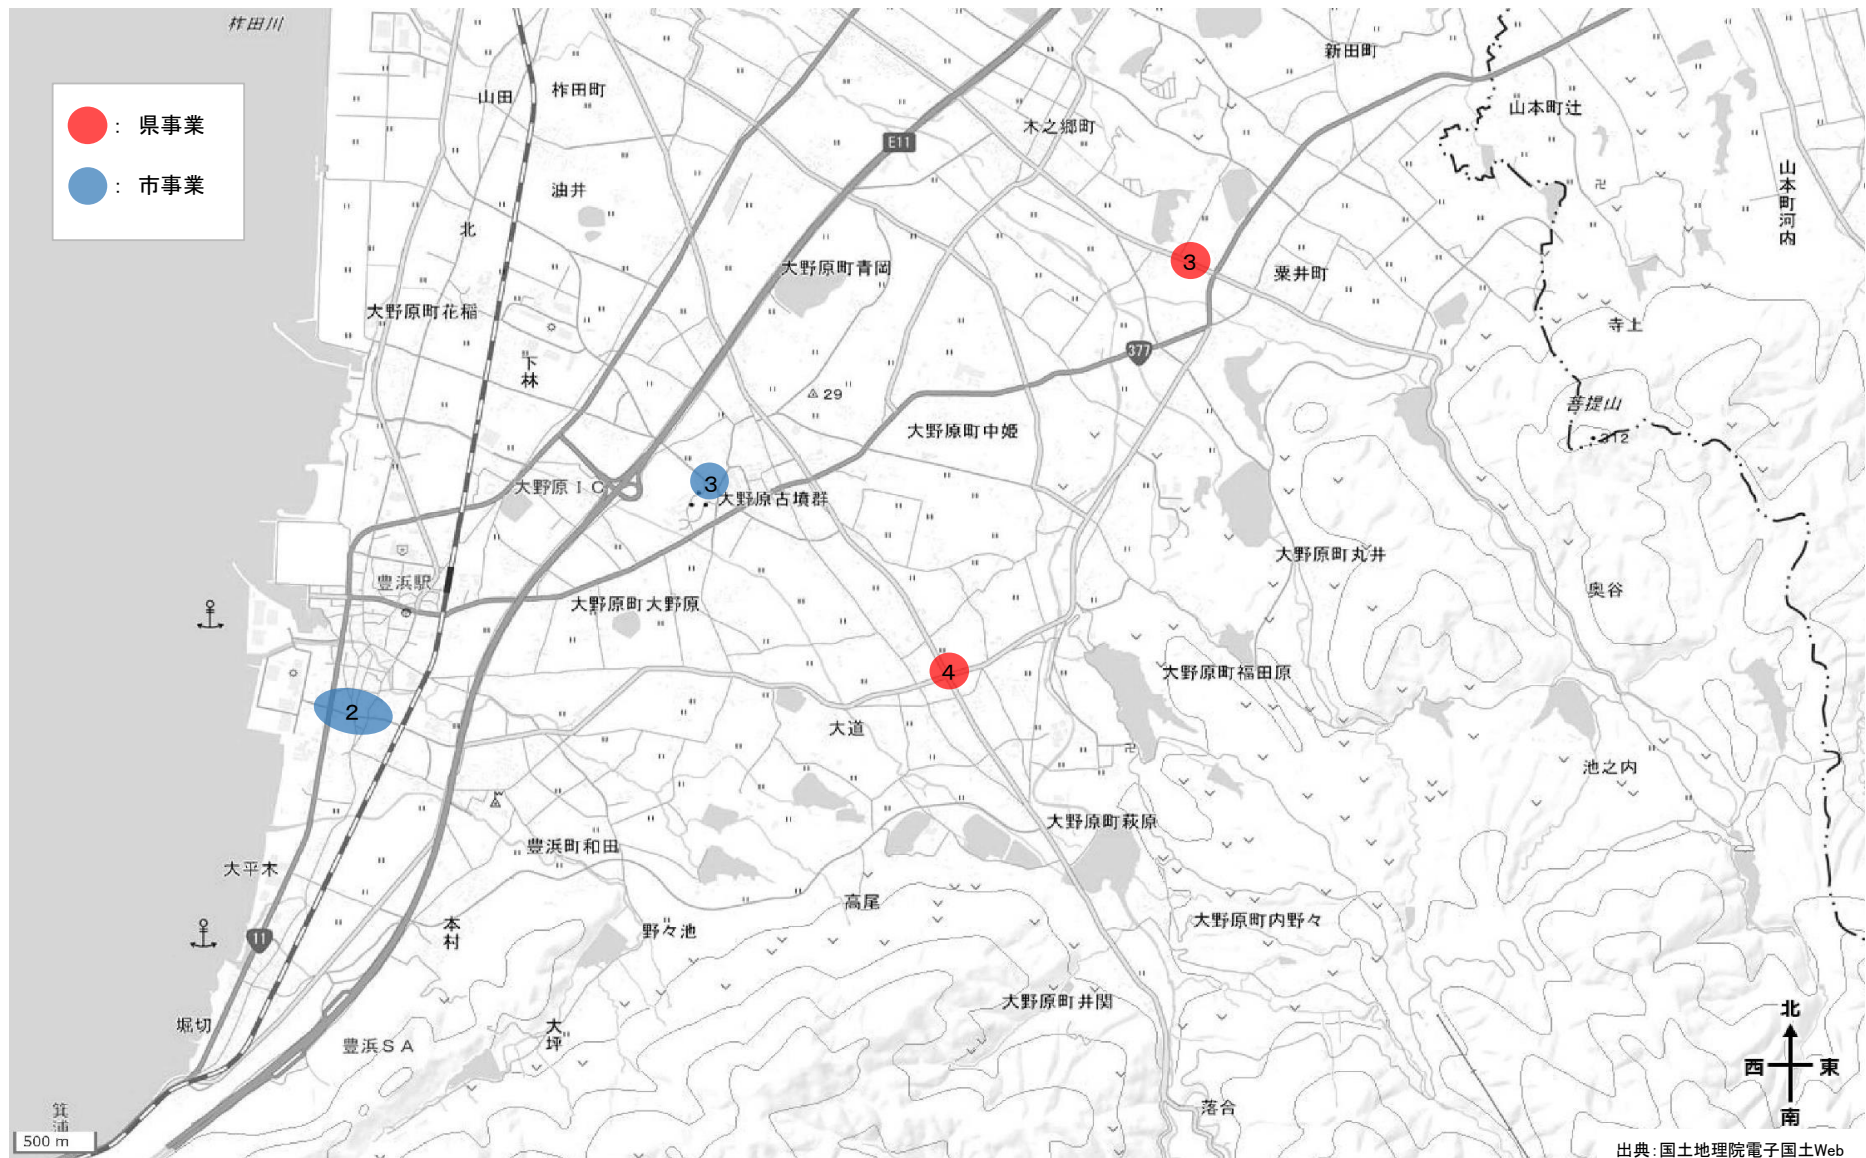 柞田川
新田町
山田
柞田町
山本町辻
： 県事業
木之郷町
E11
： 市事業
油井
山本町河内
北
3
大野原町青岡
粟井町
大野原町花稲
寺上
377
下林
29
菩提山
大野原町中姫
312
3
大野原ＩＣ
大野原古墳群
大野原町丸井
豊浜駅
奥谷
大野原町大野原
4
大野原町福田原
2
大道
池之内
大野原町萩原
豊浜町和田
大平木
高尾
本村
野々池
大野原町内野々
11
大野原町井関
北
堀切
大坪
豊浜ＳＡ
西
東
落合
箕浦
南
500 m
出典：国土地理院電子国土Web